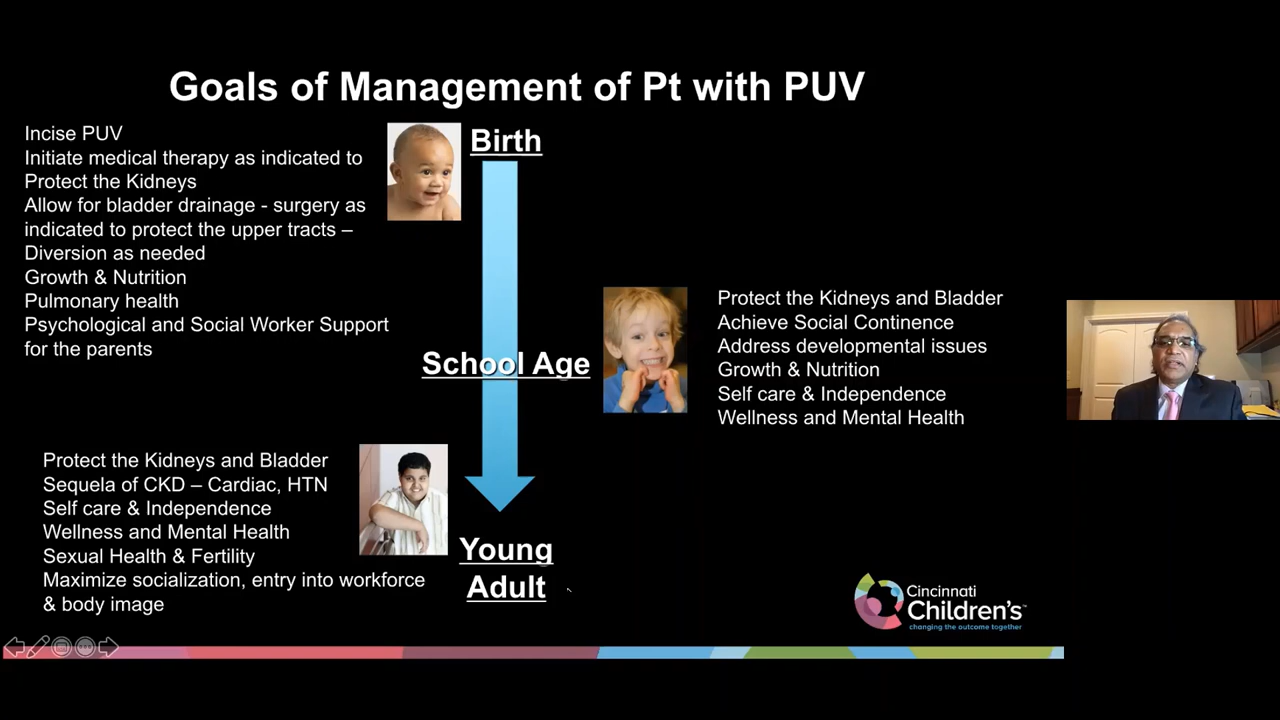 Goals of Management of Pt with PUV
Incise PUV
Initiate medical therapy as indicated to
Protect the Kidneys
Allow for bladder drainage - surgery as
indicated to protect the upper tracts –
Diversion as needed
Growth & Nutrition
Pulmonary health
Psychological and Social Worker Support
for the parents
Birth
School Age
Protect the Kidneys and Bladder
Achieve Social Continence
Address developmental issues
Growth & Nutrition
Self care & Independence
Wellness and Mental Health
Protect the Kidneys and Bladder
Sequela of CKD – Cardiac, HTN
Self care & Independence
Wellness and Mental Health
Sexual Health & Fertility
Maximize socialization, entry into workforce
& body image
Young
Adult
Cincinnati
Children's™
changing the outcome together